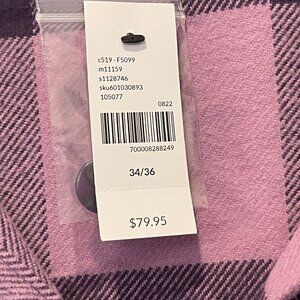 c519 - F5099
m11159
s1128746
sku601030893
105077
0822
700008288249
34/36
$79.95